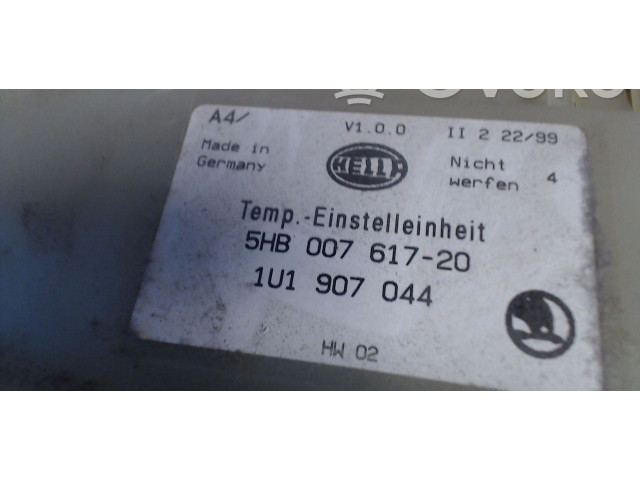 A4/ V1.0.0 II 2 22/99
Made in Germany
HELLA
Nicht werfen 4
Temp.-Einstelleinheit
5HB 007 617-20
1U1 907 044
HW 02